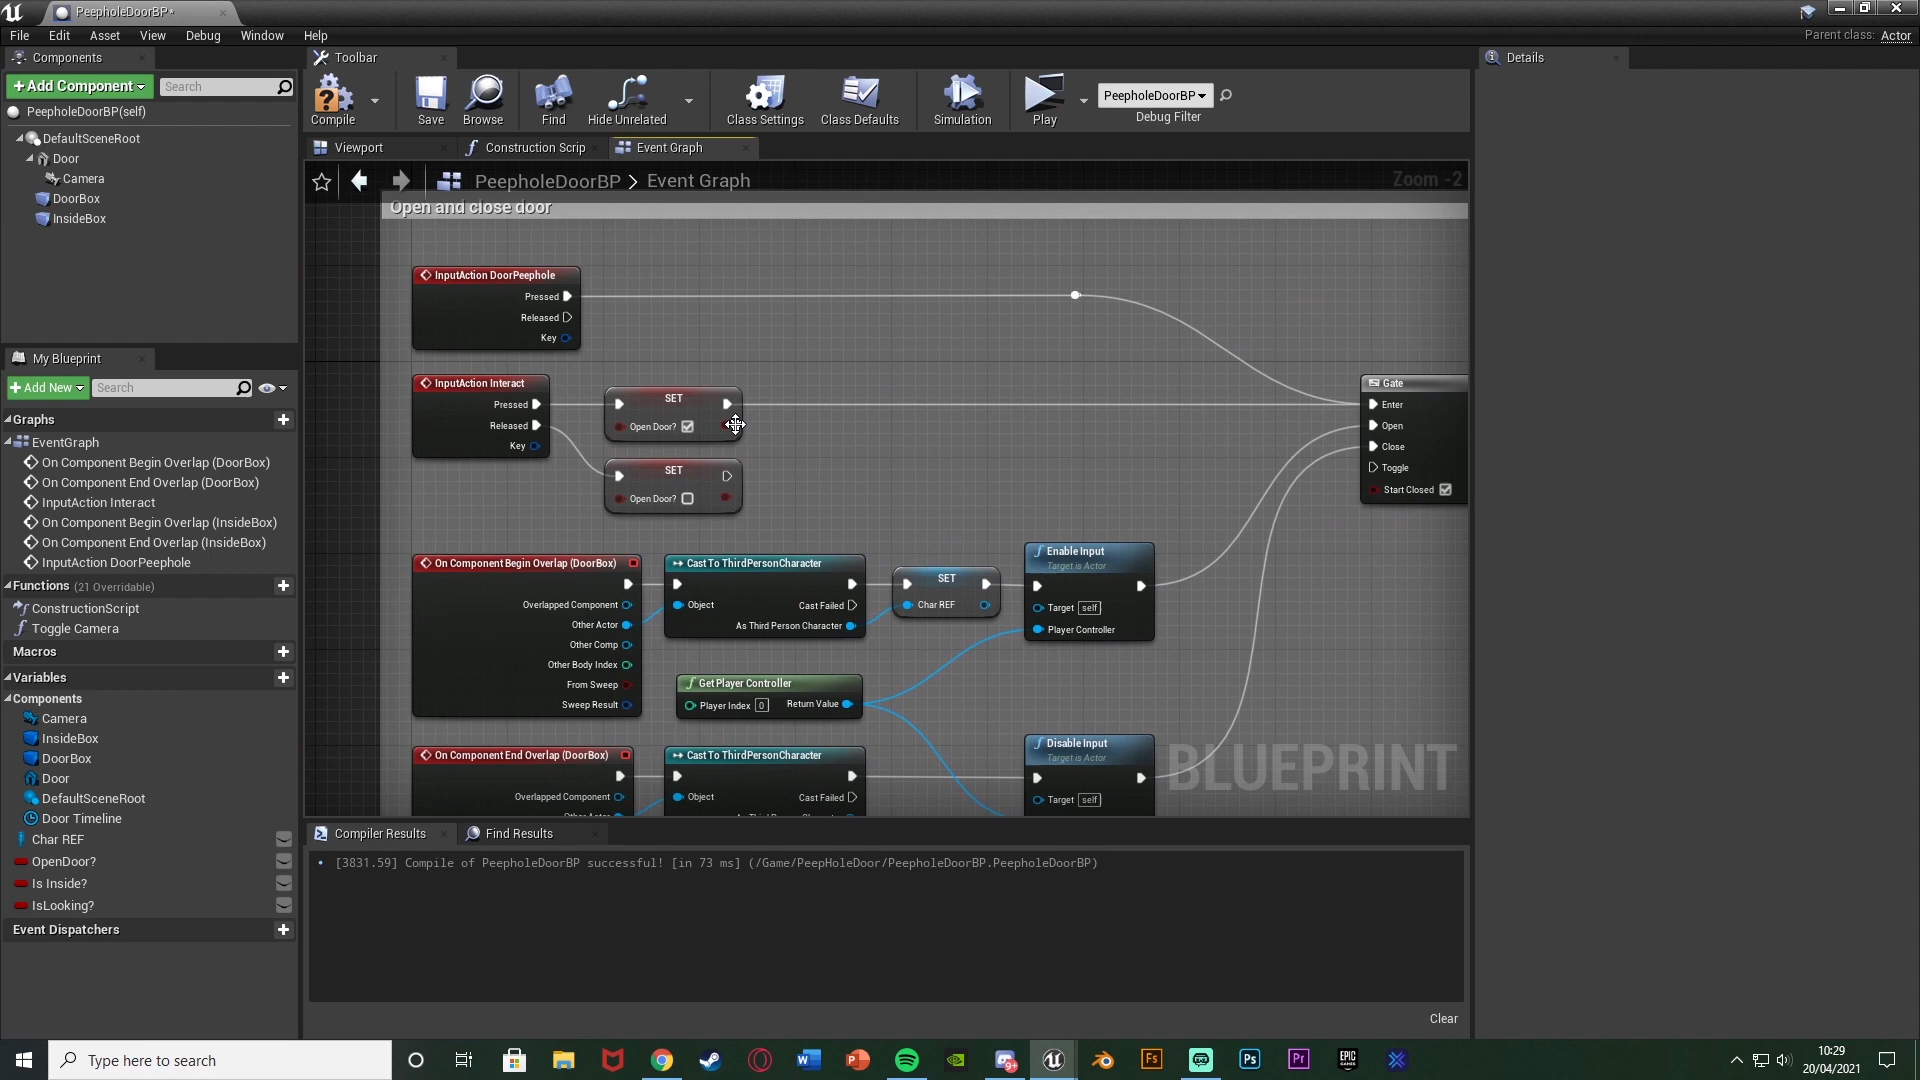 PeepholeDoorBP*
File Edit Asset View Debug Window Help
Parent class: Actor
Components
+Add Component
Search
PeepholeDoorBP(self)
DefaultSceneRoot
Door
Camera
DoorBox
InsideBox
My Blueprint
+Add New
Search
Graphs
EventGraph
On Component Begin Overlap (DoorBox)
On Component End Overlap (DoorBox)
InputAction Interact
On Component Begin Overlap (InsideBox)
On Component End Overlap (InsideBox)
InputAction DoorPeephole
Functions (21 Overridable)
ConstructionScript
Toggle Camera
Macros
Variables
Components
Camera
InsideBox
DoorBox
Door
DefaultSceneRoot
Door Timeline
Char REF
OpenDoor?
Is Inside?
IsLooking?
Event Dispatchers
Toolbar
Compile
Save
Browse
Find
Hide Unrelated
Class Settings
Class Defaults
Simulation
Play
PeepholeDoorBP
Debug Filter
Viewport
Construction Scrip
Event Graph
PeepholeDoorBP > Event Graph
Zoom -2
Open and close door
InputAction DoorPeephole
Pressed
Released
Key
InputAction Interact
Pressed
Released
Key
SET
Open Door?
SET
Open Door?
Gate
Enter
Open
Close
Toggle
Start Closed
On Component Begin Overlap (DoorBox)
Overlapped Component
Other Actor
Other Comp
Other Body Index
From Sweep
Sweep Result
Cast To ThirdPersonCharacter
Object
Cast Failed
As Third Person Character
SET
Char REF
Enable Input
Target is Actor
Target self
Player Controller
Get Player Controller
Player Index 0
Return Value
On Component End Overlap (DoorBox)
Overlapped Component
Cast To ThirdPersonCharacter
Object
Cast Failed
Disable Input
Target is Actor
Target self
BLUEPRINT
Compiler Results
Find Results
[3831.59] Compile of PeepholeDoorBP successful! [in 73 ms] (/Game/PeepHoleDoor/PeepholeDoorBP.PeepholeDoorBP)
Clear
Details
Type here to search
10:29
20/04/2021